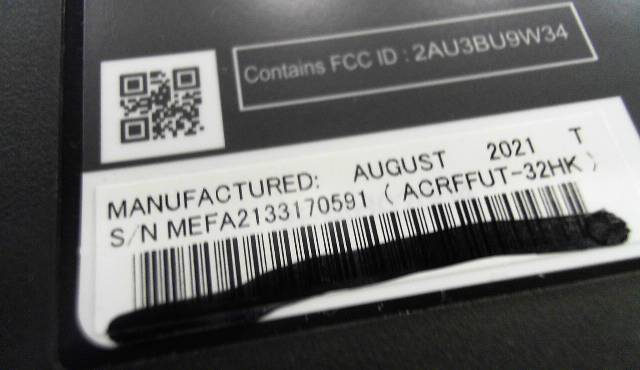 Contains FCC ID : 2AU3BU9W34
MANUFACTURED: AUGUST 2021 T
S/N MEFA2133170591 (ACRFFUT-32HK)